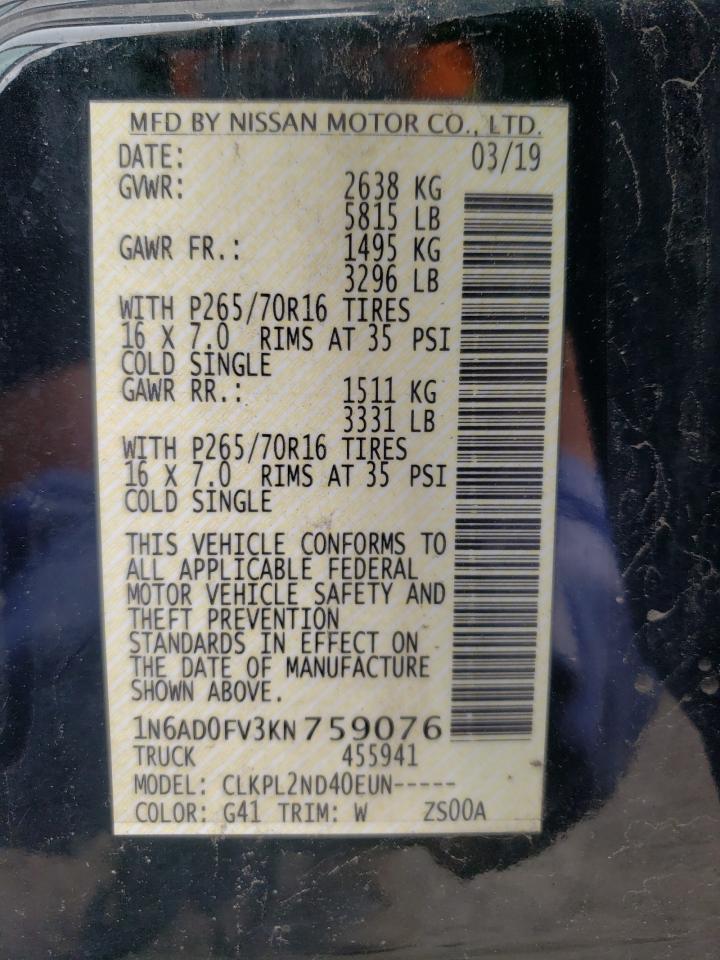 MFD BY NISSAN MOTOR CO., LTD.
DATE: 03/19
GVWR: 2638 KG
5815 LB
GAWR FR.: 1495 KG
3296 LB
WITH P265/70R16 TIRES
16 X 7.0 RIMS AT 35 PSI
COLD SINGLE
GAWR RR.: 1511 KG
3331 LB
WITH P265/70R16 TIRES
16 X 7.0 RIMS AT 35 PSI
COLD SINGLE
THIS VEHICLE CONFORMS TO
ALL APPLICABLE FEDERAL
MOTOR VEHICLE SAFETY AND
THEFT PREVENTION
STANDARDS IN EFFECT ON
THE DATE OF MANUFACTURE
SHOWN ABOVE.
1N6AD0FV3KN759076
TRUCK 455941
MODEL: CLKPL2ND40EUN-----
COLOR: G41 TRIM: W ZS00A